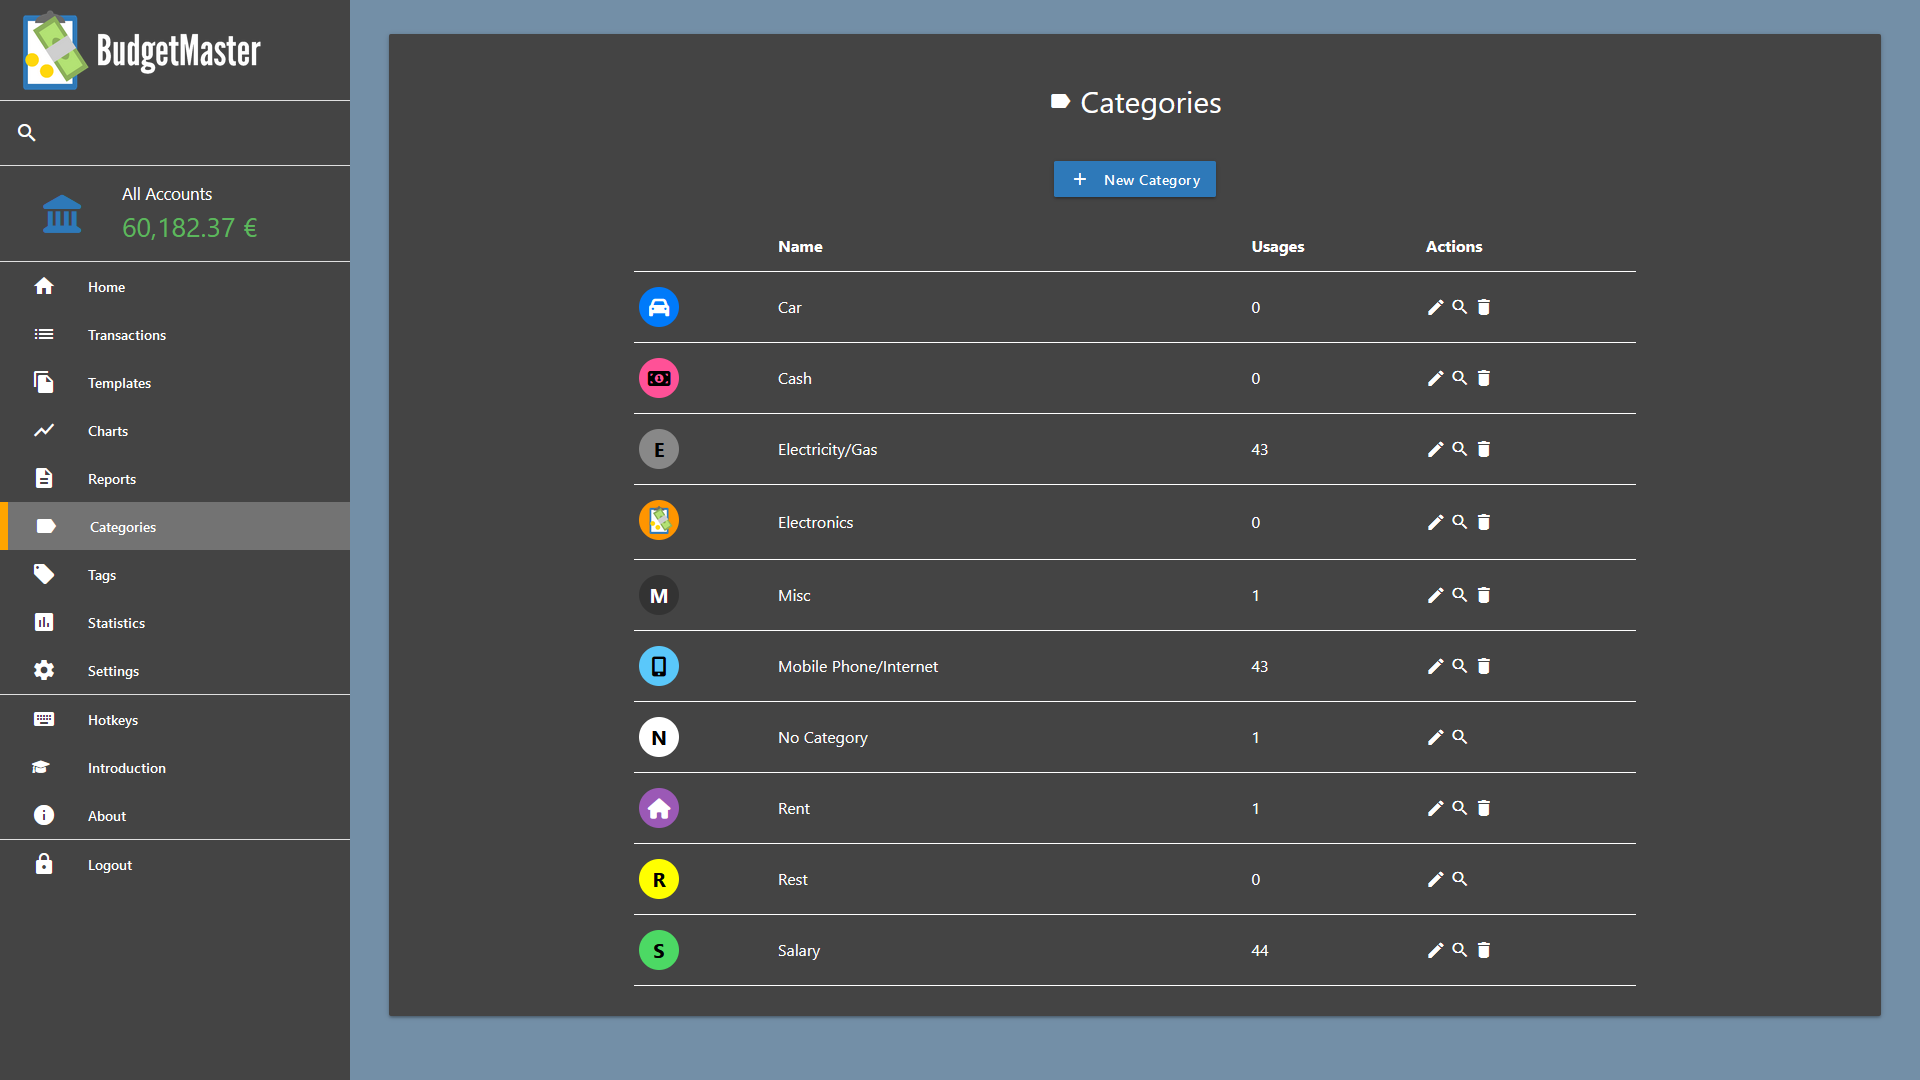 BudgetMaster
All Accounts
60,182.37 €
Home
Transactions
Templates
Charts
Reports
Categories
Tags
Statistics
Settings
Hotkeys
Introduction
About
Logout
Categories
New Category
Name Usages Actions
Car 0
Cash 0
E Electricity/Gas 43
Electronics 0
M Misc 1
Mobile Phone/Internet 43
N No Category 1
Rent 1
R Rest 0
S Salary 44